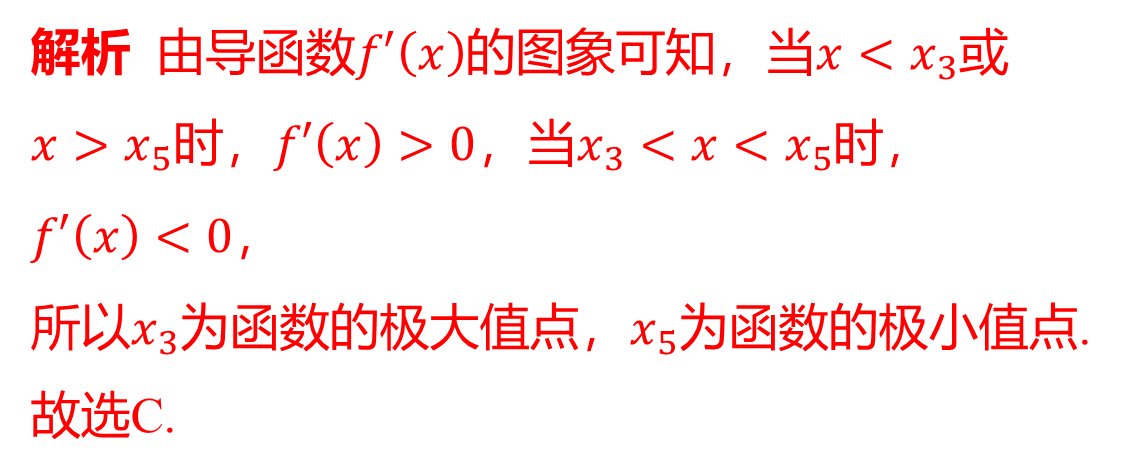 解析 由导函数f′(x)的图象可知，当x < x₃或
x > x₅时，f′(x) > 0，当x₃ < x < x₅时，
f′(x) < 0，
所以x₃为函数的极大值点，x₅为函数的极小值点.
故选C.